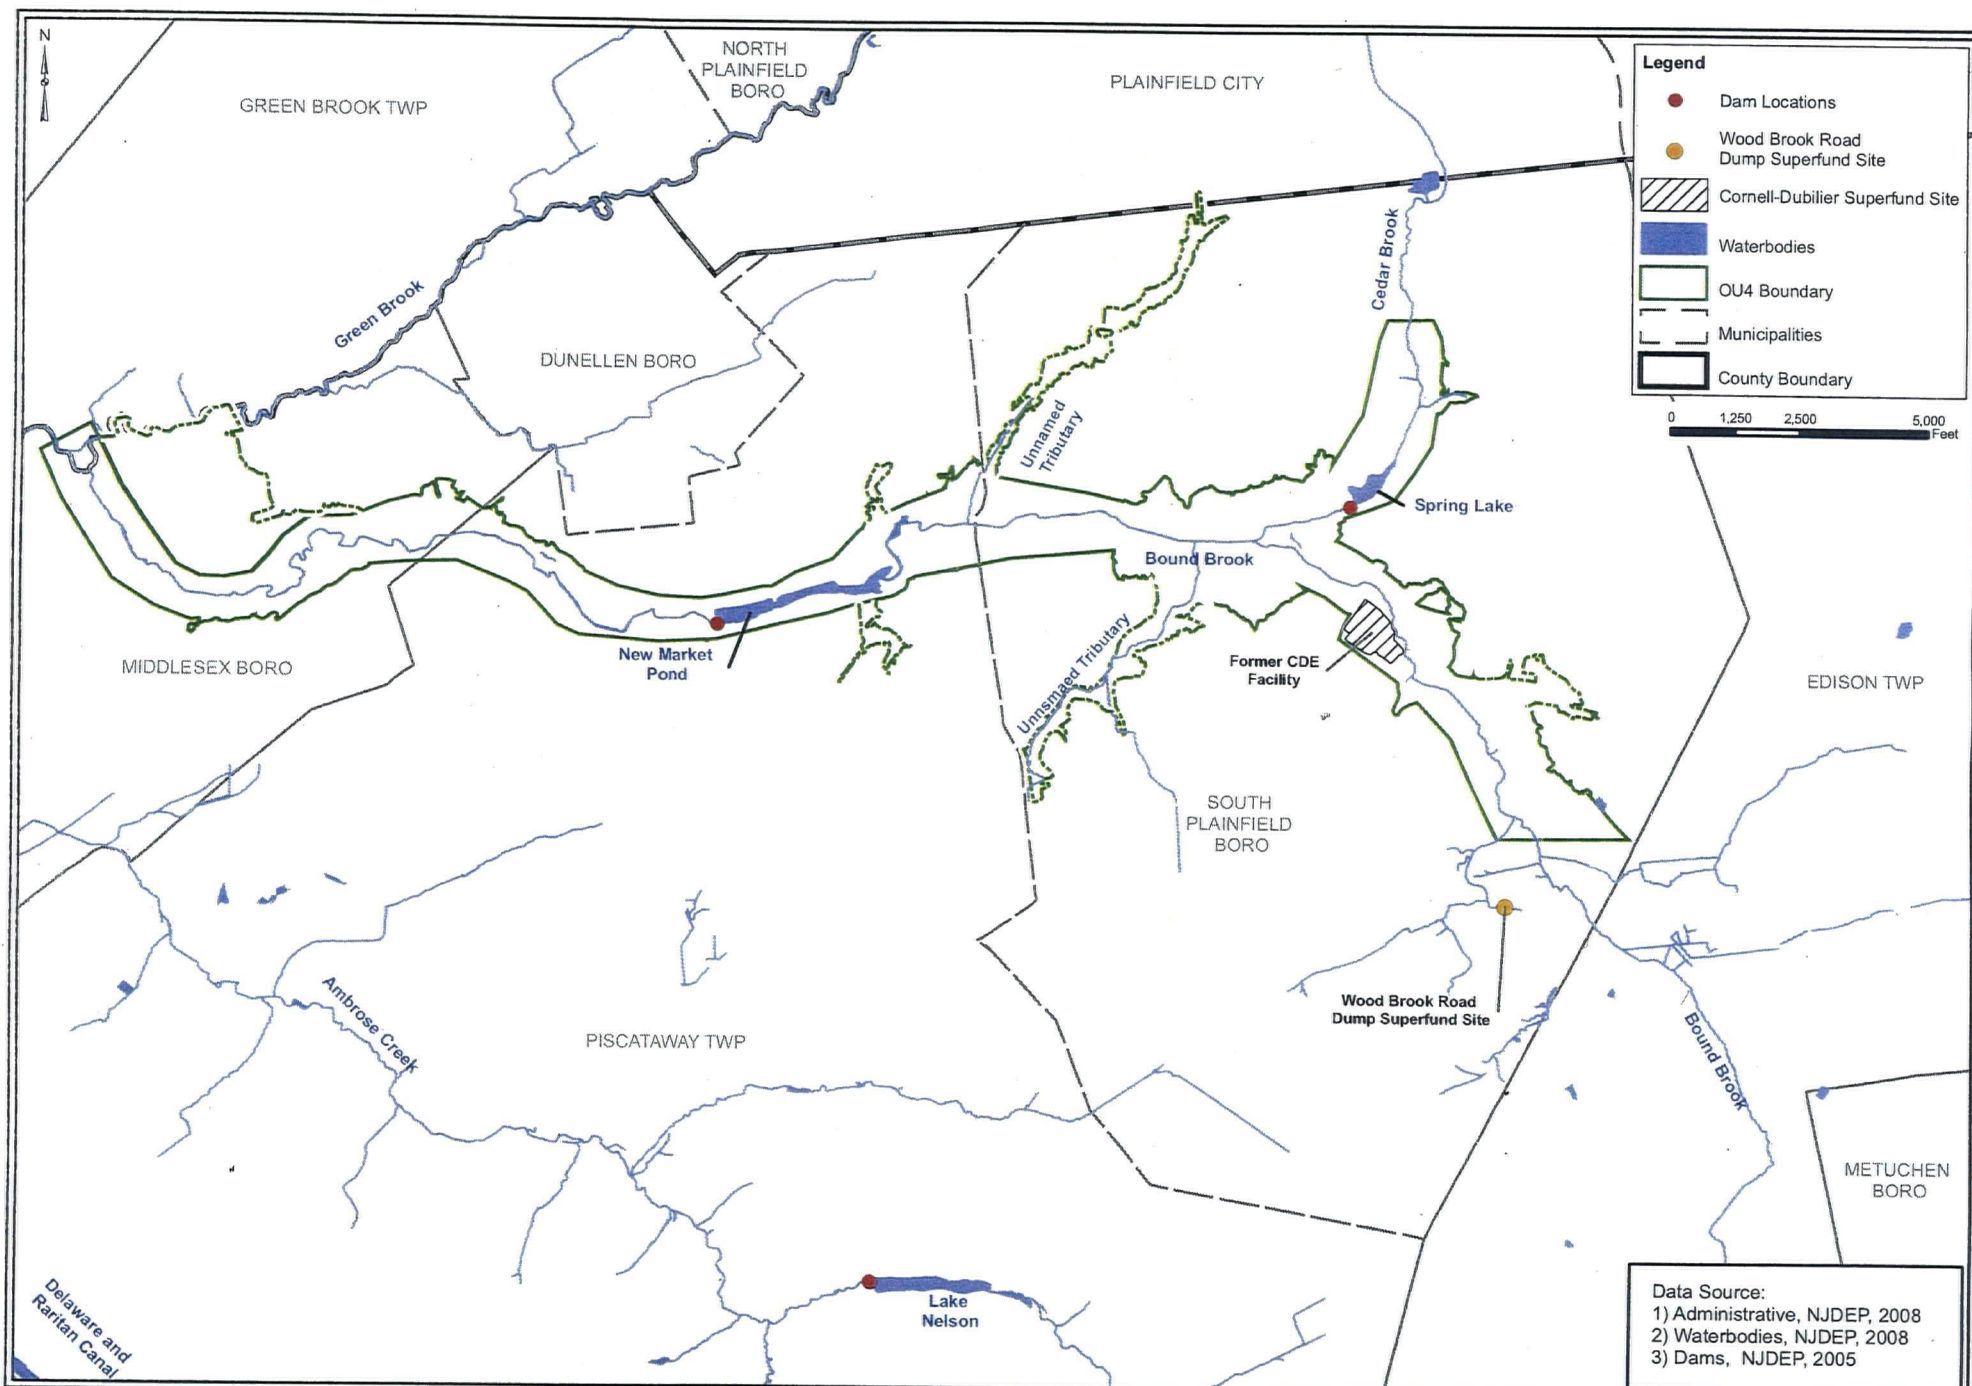 N
GREEN BROOK TWP
NORTH
PLAINFIELD
BORO
PLAINFIELD CITY
Legend
Dam Locations
Wood Brook Road
Dump Superfund Site
Cornell-Dubilier Superfund Site
Waterbodies
OU4 Boundary
Municipalities
County Boundary
0 1,250 2,500 5,000
Feet
Cedar Brook
Green Brook
DUNELLEN BORO
Unnamed
Tributary
Spring Lake
Bound Brook
New Market
Pond
MIDDLESEX BORO
Unnsmaed Tributary
Former CDE
Facility
EDISON TWP
SOUTH
PLAINFIELD
BORO
Wood Brook Road
Dump Superfund Site
Ambrose Creek
PISCATAWAY TWP
Bound Brook
METUCHEN
BORO
Lake
Nelson
Delaware and
Raritan Canal
Data Source:
1) Administrative, NJDEP, 2008
2) Waterbodies, NJDEP, 2008
3) Dams, NJDEP, 2005